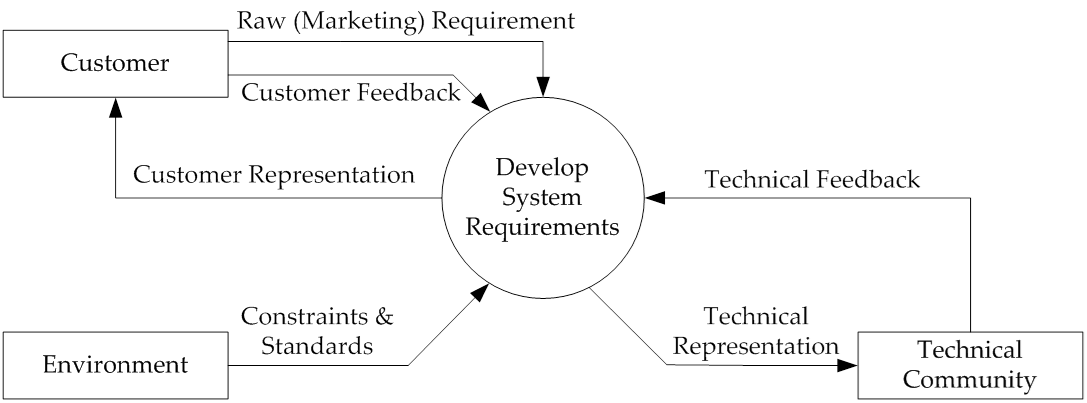 Raw (Marketing) Requirement
Customer
Customer Feedback
Customer Representation
Develop
System
Requirements
Technical Feedback
Constraints &
Standards
Environment
Technical
Representation
Technical
Community